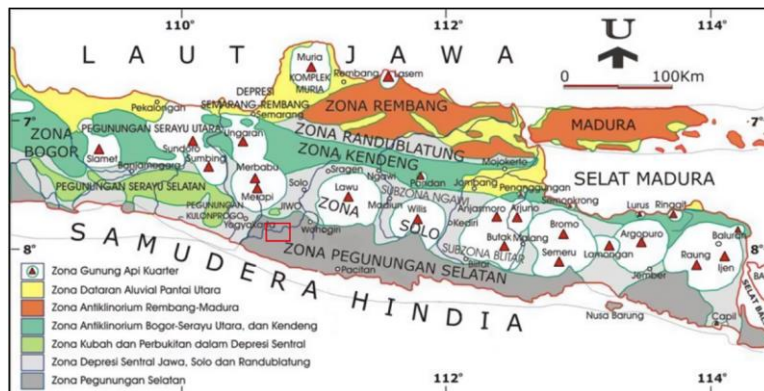 110°
112°
114°
LAUT JAWA
U
0 100Km
Muria
KOMPLEK
MURIA
Rembang
Lasem
DEPRESI
SEMARANG REMBANG
Semarang
Pekalongan
ZONA REMBANG
MADURA
7°
7°
ZONA
BOGOR
PEGUNUNGAN SERAYU UTARA
Ungaran
ZONA RANDUBLATUNG
ZONA KENDENG
Slamet
Sundoro
Sumbing
Banjarnegara
Merbabu
Merapi
Sragen
Ngawi
Pandan
Mojokerto
Jombang
Penanggungan
SELAT MADURA
PEGUNUNGAN SERAYU SELATAN
Solo
Lawu
Madiun
SUBZONA NGAWI
Wilis
Kediri
Anjasmoro
Arjuno
Semongkrong
Lurus
Ringgit
PEGUNUNGAN
KULONPROGO
JIWO
Wonogiri
ZONA
SOLO
Butak
Malang
Bromo
Semeru
Lamongan
Argopuro
Baluran
Raung
Ijen
Yogyakarta
SUBZONA BLITAR
Blitar
Jember
8°
8°
SAMUDERA HINDIA
ZONA PEGUNUNGAN SELATAN
Pacitan
Nusa Barung
Capil
Zona Gunung Api Kuarter
Zona Dataran Aluvial Pantai Utara
Zona Antiklinorium Rembang-Madura
Zona Antiklinorium Bogor-Serayu Utara, dan Kendeng
Zona Kubah dan Perbukitan dalam Depresi Sentral
Zona Depresi Sentral Jawa, Solo dan Randublatung
Zona Pegunungan Selatan
112°
114°